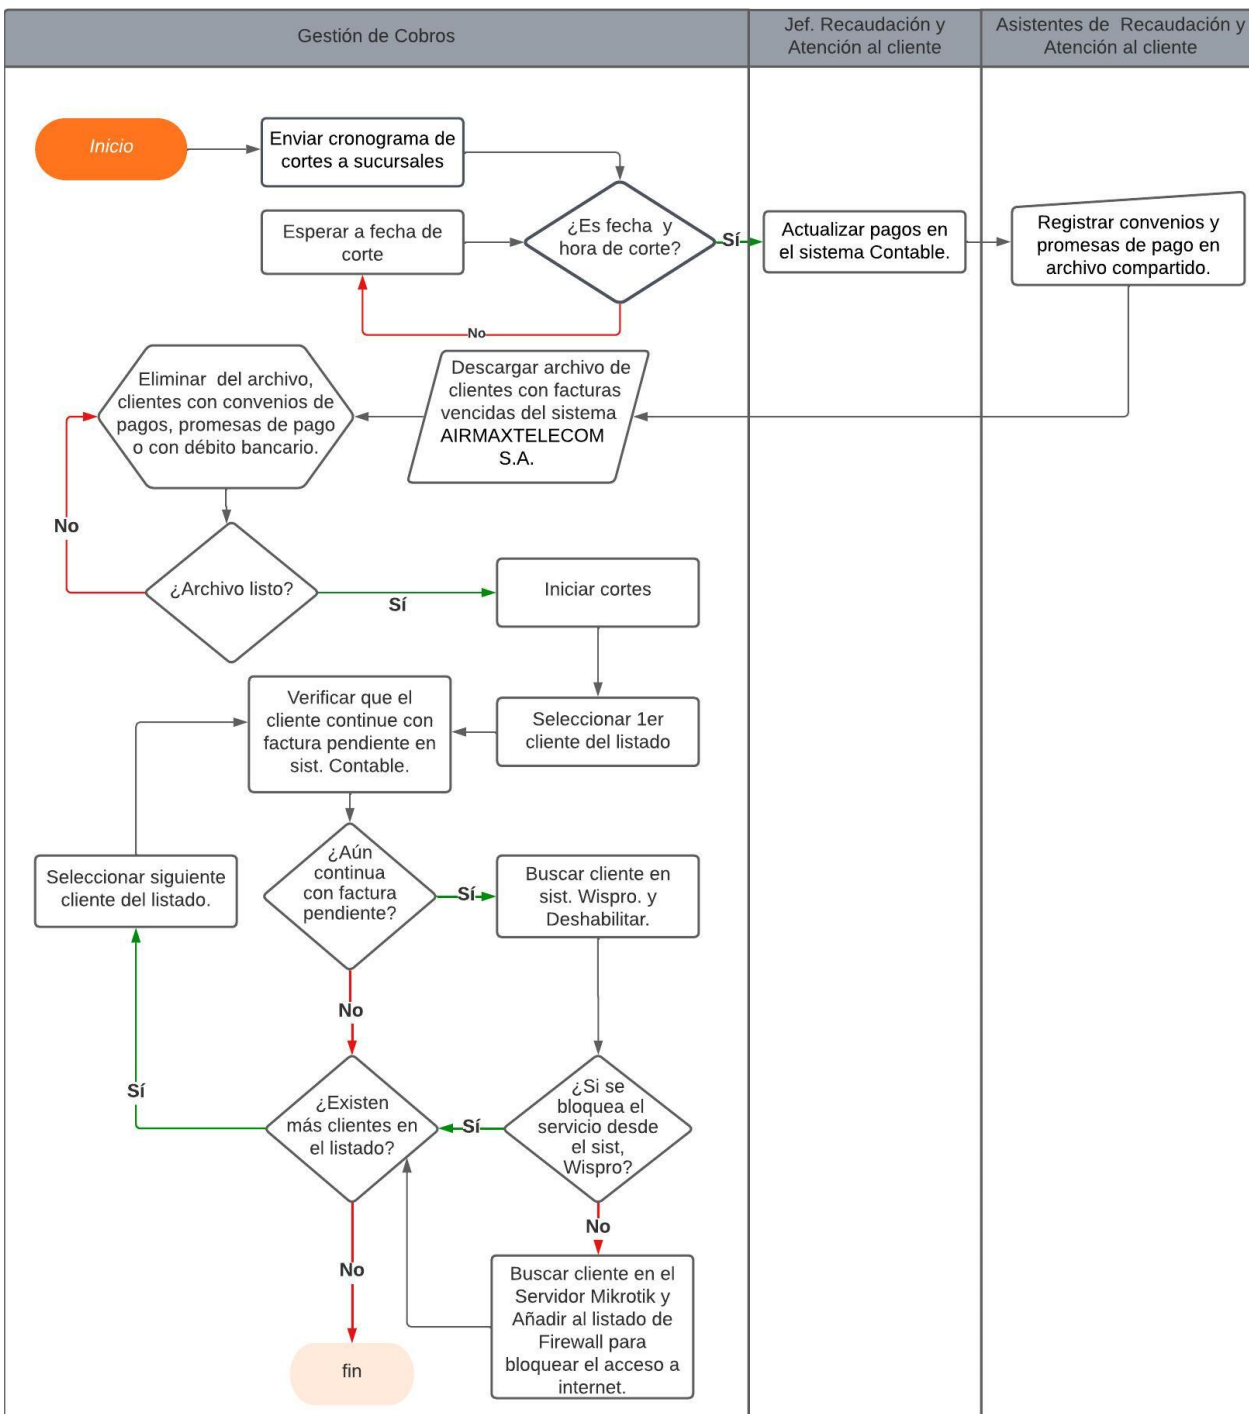 Gestión de Cobros
Jef. Recaudación y
Atención al cliente
Asistentes de Recaudación y
Atención al cliente
Inicio
Enviar cronograma de
cortes a sucursales
Esperar a fecha de
corte
¿Es fecha y
hora de corte?
Sí
Actualizar pagos en
el sistema Contable.
Registrar convenios y
promesas de pago en
archivo compartido.
No
Descargar archivo de
clientes con facturas
vencidas del sistema
AIRMAXTELECOM
S.A.
Eliminar del archivo,
clientes con convenios de
pagos, promesas de pago
o con débito bancario.
No
¿Archivo listo?
Sí
Iniciar cortes
Seleccionar 1er
cliente del listado
Verificar que el
cliente continue con
factura pendiente en
sist. Contable.
Seleccionar siguiente
cliente del listado.
¿Aún
continua
con factura
pendiente?
Sí
Buscar cliente en
sist. Wispro. y
Deshabilitar.
No
Sí
¿Existen
más clientes en
el listado?
Sí
¿Si se
bloquea el
servicio desde
el sist,
Wispro?
No
No
Buscar cliente en el
Servidor Mikrotik y
Añadir al listado de
Firewall para
bloquear el acceso a
internet.
fin